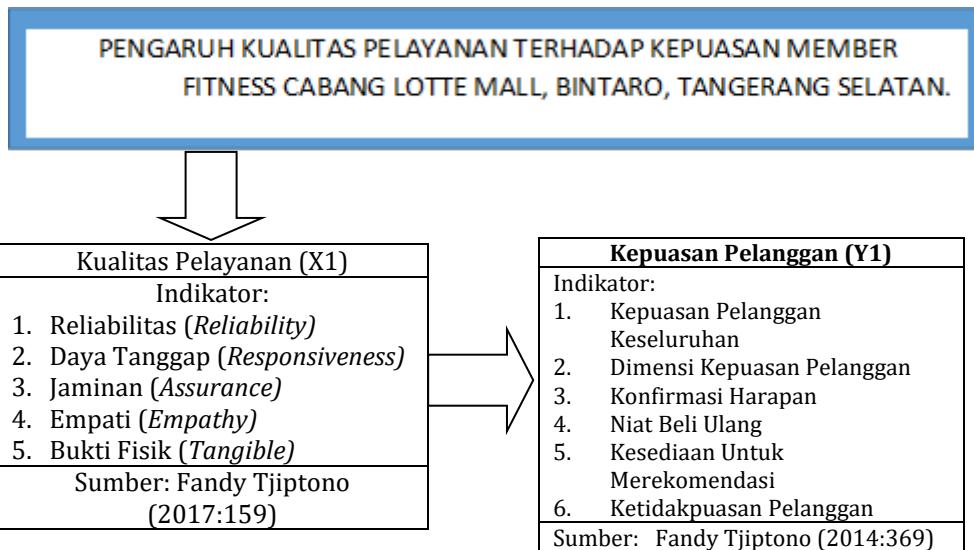 PENGARUH KUALITAS PELAYANAN TERHADAP KEPUASAN MEMBER
FITNESS CABANG LOTTE MALL, BINTARO, TANGERANG SELATAN.
Kualitas Pelayanan (X1)
Indikator:
1. Reliabilitas (Reliability)
2. Daya Tanggap (Responsiveness)
3. Jaminan (Assurance)
4. Empati (Empathy)
5. Bukti Fisik (Tangible)
Sumber: Fandy Tjiptono
(2017:159)
Kepuasan Pelanggan (Y1)
Indikator:
1. Kepuasan Pelanggan
Keseluruhan
2. Dimensi Kepuasan Pelanggan
3. Konfirmasi Harapan
4. Niat Beli Ulang
5. Kesediaan Untuk
Merekomendasi
6. Ketidakpuasan Pelanggan
Sumber: Fandy Tjiptono (2014:369)